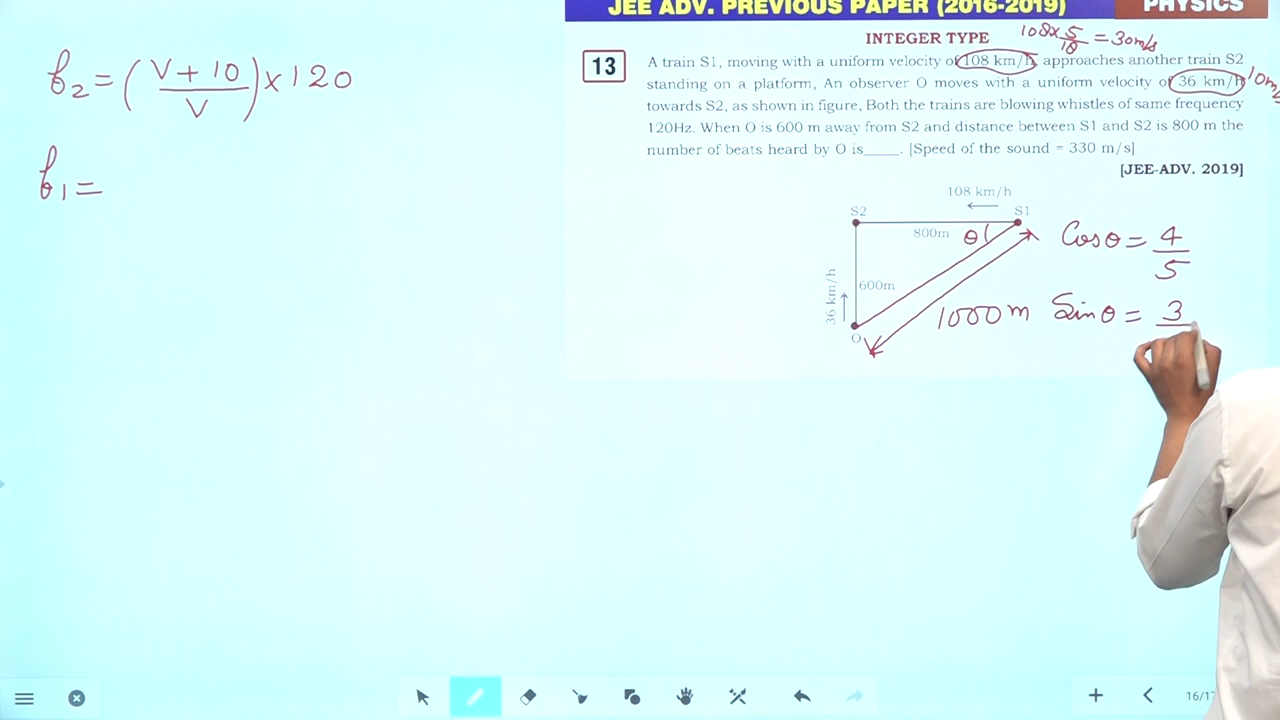 JEE ADV. PREVIOUS PAPER (2016-2019)
PHYSICS
INTEGER TYPE
108 × 5/18 = 30 m/s
13
A train S1, moving with a uniform velocity of 108 km/h, approaches another train S2
standing on a platform, An observer O moves with a uniform velocity of 36 km/h
10 m/s
towards S2, as shown in figure, Both the trains are blowing whistles of same frequency
120Hz. When O is 600 m away from S2 and distance between S1 and S2 is 800 m the
number of beats heard by O is____. |Speed of the sound = 330 m/s|
[JEE-ADV. 2019]
f2 = (V + 10 / V) × 120
f1 =
108 km/h
S2
S1
800m
θ
Cosθ = 4/5
600m
36 km/h
1000m
Sinθ = 3
O
16/17